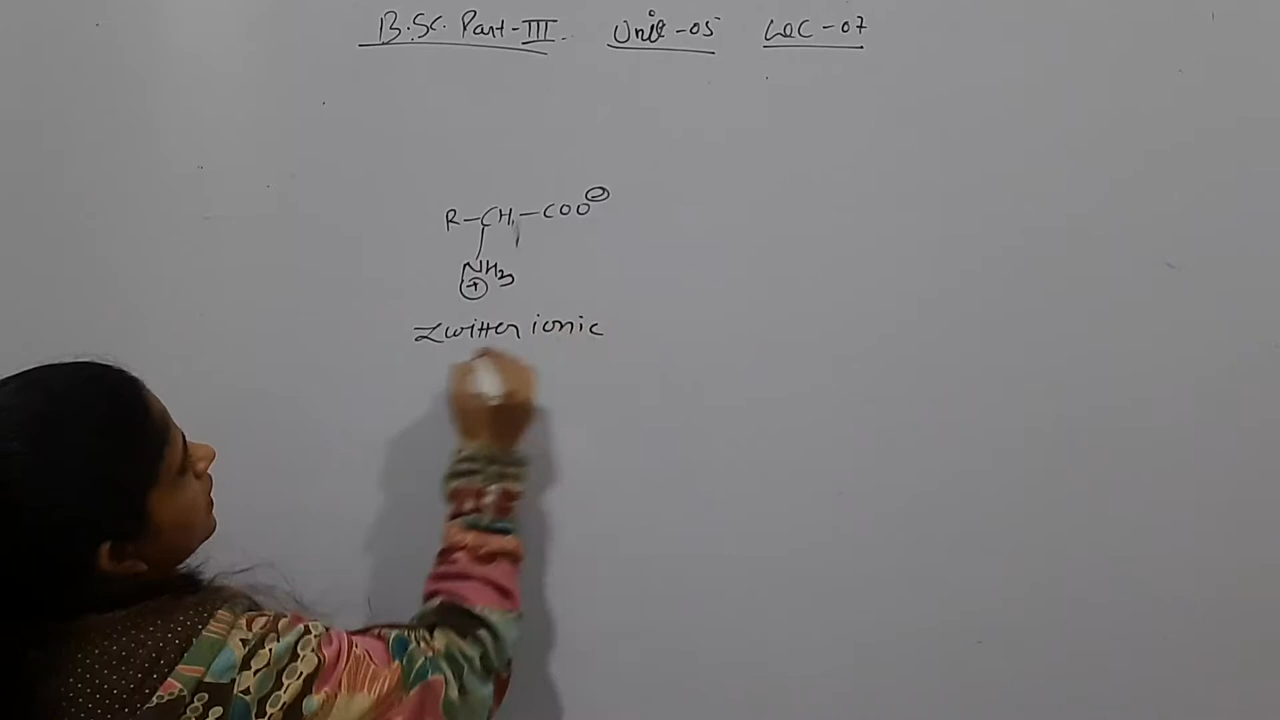 B.Sc. Part-III. Unit-05 Lec-07
R-CH-COO⊖
NH3
⊕
Zwitter ionic